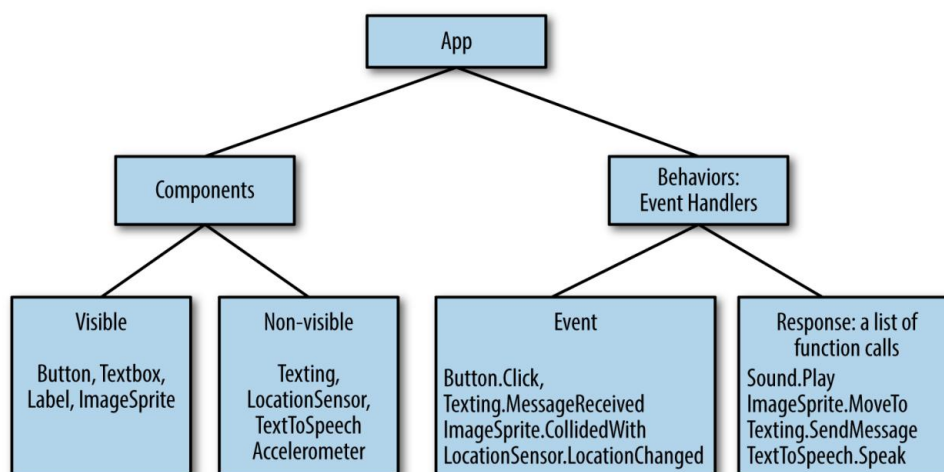 App
Components
Behaviors:
Event Handlers
Visible
Button, Textbox,
Label, ImageSprite
Non-visible
Texting,
LocationSensor,
TextToSpeech
Accelerometer
Event
Button.Click,
Texting.MessageReceived
ImageSprite.CollidedWith
LocationSensor.LocationChanged
Response: a list of
function calls
Sound.Play
ImageSprite.MoveTo
Texting.SendMessage
TextToSpeech.Speak